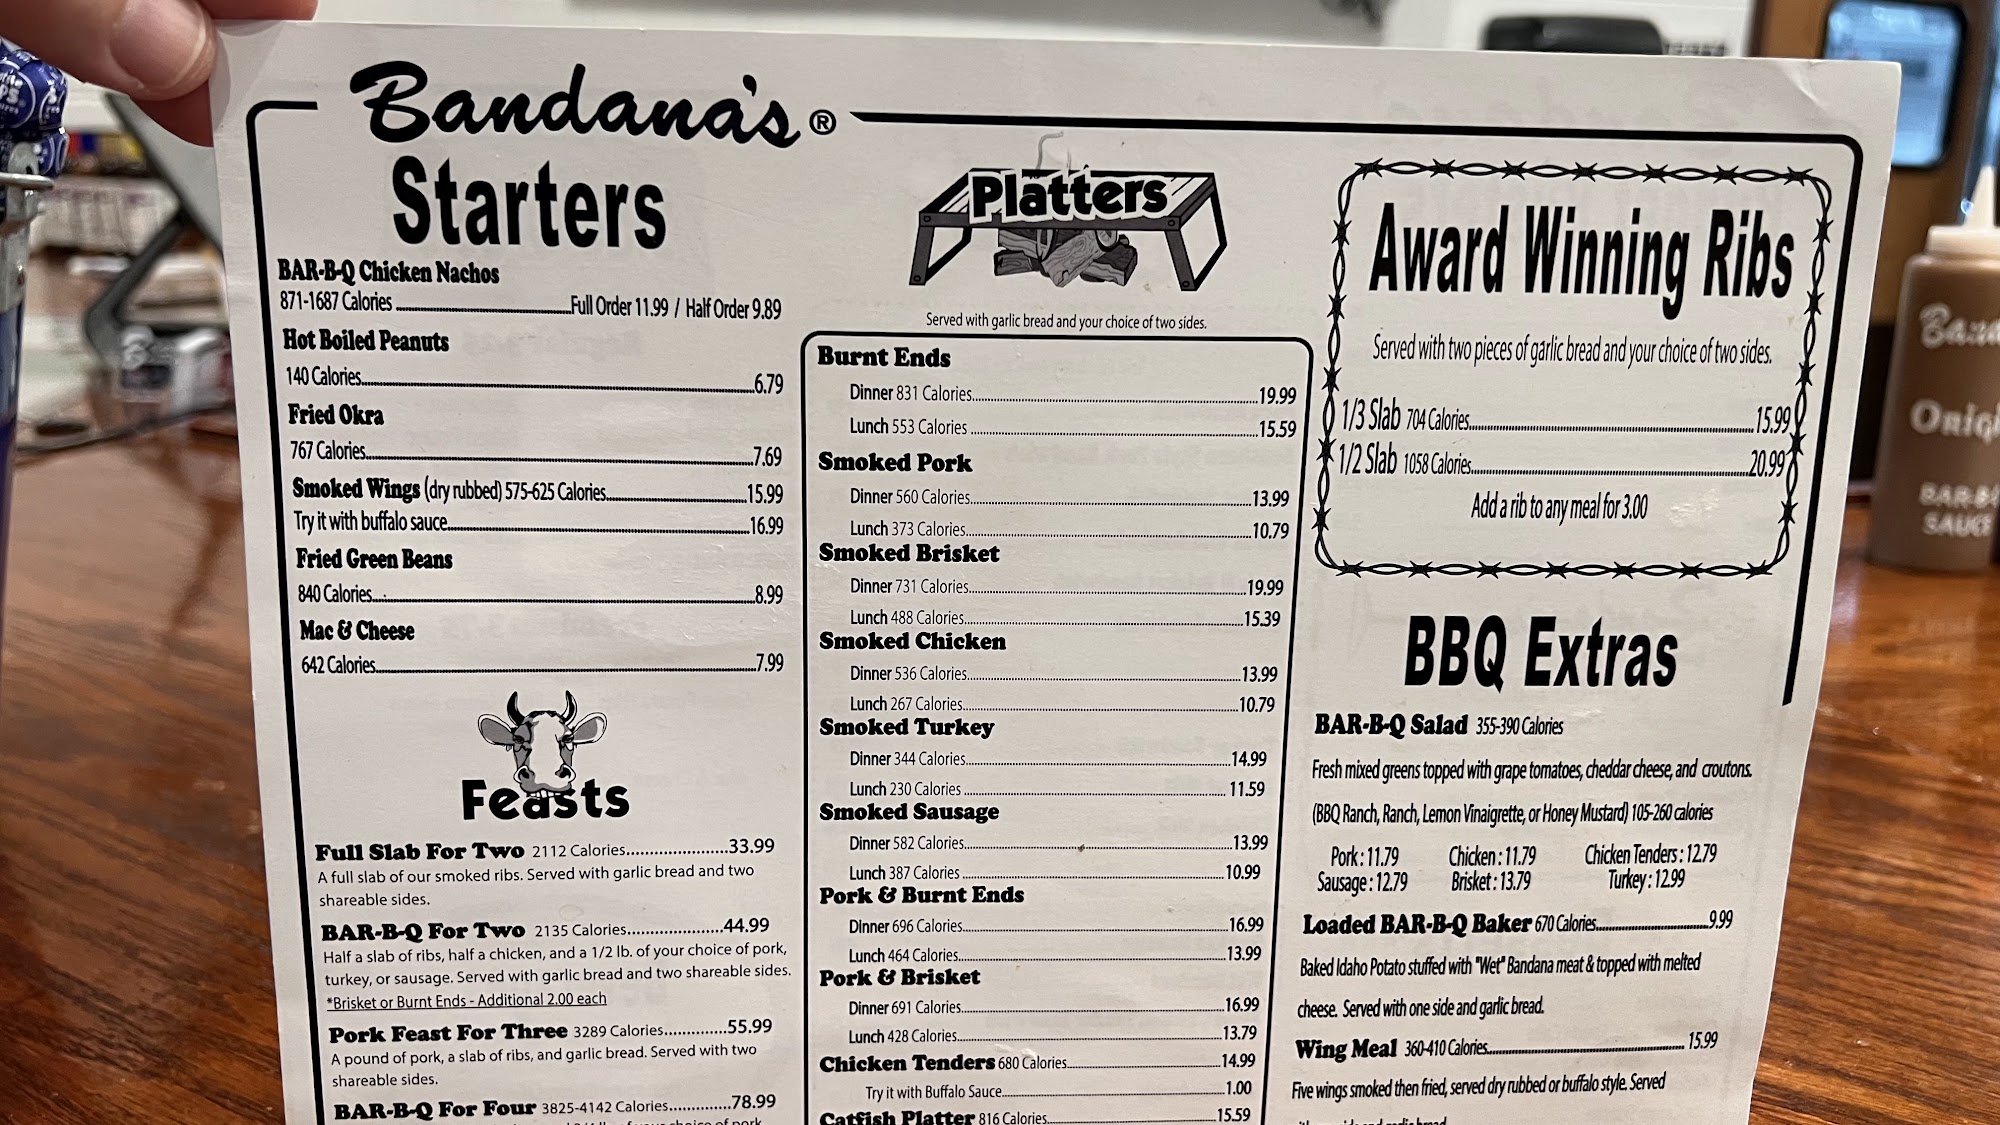 Bandana's®
Starters
BAR-B-Q Chicken Nachos
871-1687 Calories Full Order 11.99 / Half Order 9.89
Hot Boiled Peanuts
140 Calories 6.79
Fried Okra
767 Calories 7.69
Smoked Wings (dry rubbed) 575-625 Calories 15.99
Try it with buffalo sauce 16.99
Fried Green Beans
840 Calories 8.99
Mac & Cheese
642 Calories 7.99
Feasts
Full Slab For Two 2112 Calories 33.99
A full slab of our smoked ribs. Served with garlic bread and two
shareable sides.
BAR-B-Q For Two 2135 Calories 44.99
Half a slab of ribs, half a chicken, and a 1/2 lb. of your choice of pork,
turkey, or sausage. Served with garlic bread and two shareable sides.
*Brisket or Burnt Ends - Additional 2.00 each
Pork Feast For Three 3289 Calories 55.99
A pound of pork, a slab of ribs, and garlic bread. Served with two
shareable sides.
BAR-B-Q For Four 3825-4142 Calories 78.99
Platters
Served with garlic bread and your choice of two sides.
Burnt Ends
Dinner 831 Calories 19.99
Lunch 553 Calories 15.59
Smoked Pork
Dinner 560 Calories 13.99
Lunch 373 Calories 10.79
Smoked Brisket
Dinner 731 Calories 19.99
Lunch 488 Calories 15.39
Smoked Chicken
Dinner 536 Calories 13.99
Lunch 267 Calories 10.79
Smoked Turkey
Dinner 344 Calories 14.99
Lunch 230 Calories 11.59
Smoked Sausage
Dinner 582 Calories 13.99
Lunch 387 Calories 10.99
Pork & Burnt Ends
Dinner 696 Calories 16.99
Lunch 464 Calories 13.99
Pork & Brisket
Dinner 691 Calories 16.99
Lunch 428 Calories 13.79
Chicken Tenders 680 Calories 14.99
Try it with Buffalo Sauce 1.00
Catfish Platter 816 Calories 15.59
Award Winning Ribs
Served with two pieces of garlic bread and your choice of two sides.
1/3 Slab 704 Calories 15.99
1/2 Slab 1058 Calories 20.99
Add a rib to any meal for 3.00
BBQ Extras
BAR-B-Q Salad 355-390 Calories
Fresh mixed greens topped with grape tomatoes, cheddar cheese, and croutons.
(BBQ Ranch, Ranch, Lemon Vinaigrette, or Honey Mustard) 105-260 calories
Pork : 11.79 Chicken : 11.79 Chicken Tenders : 12.79
Sausage : 12.79 Brisket : 13.79 Turkey : 12.99
Loaded BAR-B-Q Baker 670 Calories 9.99
Baked Idaho Potato stuffed with "Wet" Bandana meat & topped with melted
cheese. Served with one side and garlic bread.
Wing Meal 360-410 Calories 15.99
Five wings smoked then fried, served dry rubbed or buffalo style. Served
SAUCE